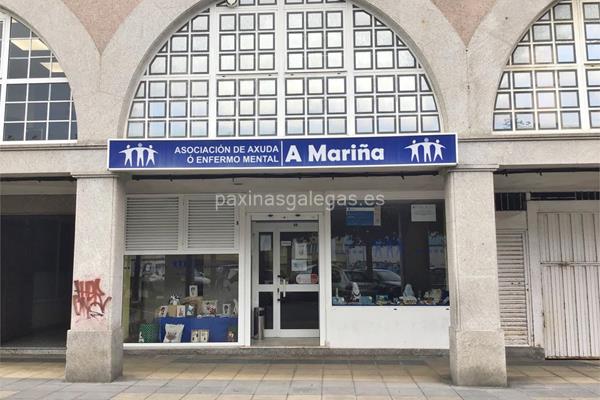 ASOCIACIÓN DE AXUDA
Ó ENFERMO MENTAL
A Mariña
paxinasgalegas.es